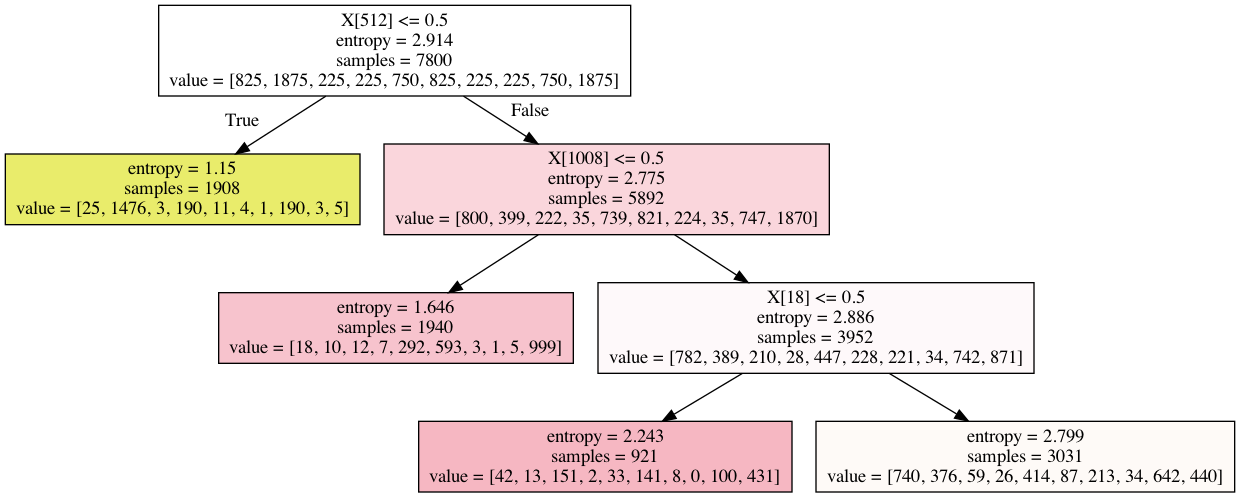 X[512] <= 0.5
entropy = 2.914
samples = 7800
value = [825, 1875, 225, 225, 750, 825, 225, 225, 750, 1875]
True
False
entropy = 1.15
samples = 1908
value = [25, 1476, 3, 190, 11, 4, 1, 190, 3, 5]
X[1008] <= 0.5
entropy = 2.775
samples = 5892
value = [800, 399, 222, 35, 739, 821, 224, 35, 747, 1870]
entropy = 1.646
samples = 1940
value = [18, 10, 12, 7, 292, 593, 3, 1, 5, 999]
X[18] <= 0.5
entropy = 2.886
samples = 3952
value = [782, 389, 210, 28, 447, 228, 221, 34, 742, 871]
entropy = 2.243
samples = 921
value = [42, 13, 151, 2, 33, 141, 8, 0, 100, 431]
entropy = 2.799
samples = 3031
value = [740, 376, 59, 26, 414, 87, 213, 34, 642, 440]